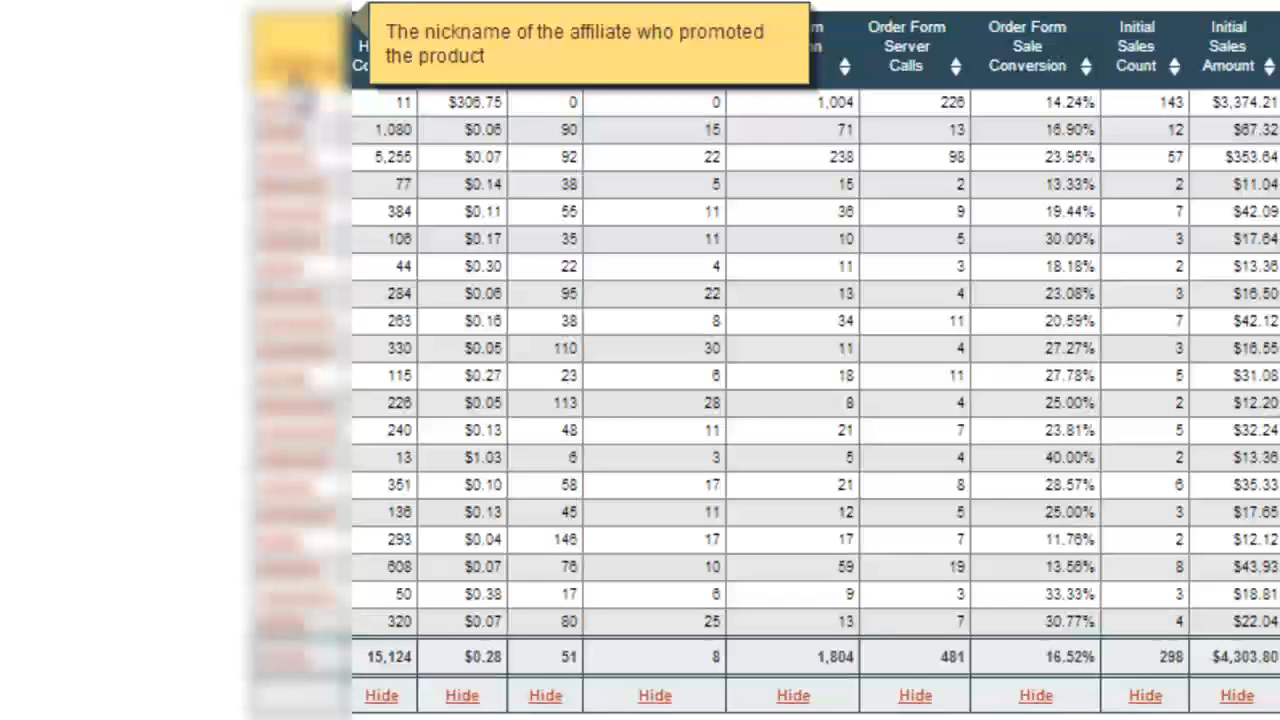 The nickname of the affiliate who promoted
the product
Order Form Server Calls
Order Form Sale Conversion
Initial Sales Count
Initial Sales Amount
11 $306.75 0 0 1,004 226 14.24% 143 $3,374.21
1,080 $0.06 90 15 71 13 16.90% 12 $67.32
5,255 $0.07 92 22 238 98 23.95% 57 $353.64
77 $0.14 38 5 15 2 13.33% 2 $11.04
384 $0.11 55 11 36 9 19.44% 7 $42.09
106 $0.17 35 11 10 5 30.00% 3 $17.64
44 $0.30 22 4 11 3 18.18% 2 $13.36
284 $0.06 95 22 13 4 23.08% 3 $16.50
263 $0.16 38 8 34 11 20.59% 7 $42.12
330 $0.05 110 30 11 4 27.27% 3 $16.55
115 $0.27 23 6 18 11 27.78% 5 $31.08
226 $0.05 113 28 8 4 25.00% 2 $12.20
240 $0.13 48 11 21 7 23.81% 5 $32.24
13 $1.03 6 3 5 4 40.00% 2 $13.36
351 $0.10 58 17 21 8 28.57% 6 $35.33
136 $0.13 45 11 12 5 25.00% 3 $17.65
293 $0.04 146 17 17 7 11.76% 2 $12.12
608 $0.07 76 10 59 19 13.56% 8 $43.93
50 $0.38 17 6 9 3 33.33% 3 $18.81
320 $0.07 80 25 13 7 30.77% 4 $22.04
15,124 $0.28 51 8 1,804 481 16.52% 298 $4,303.80
Hide Hide Hide Hide Hide Hide Hide Hide Hide